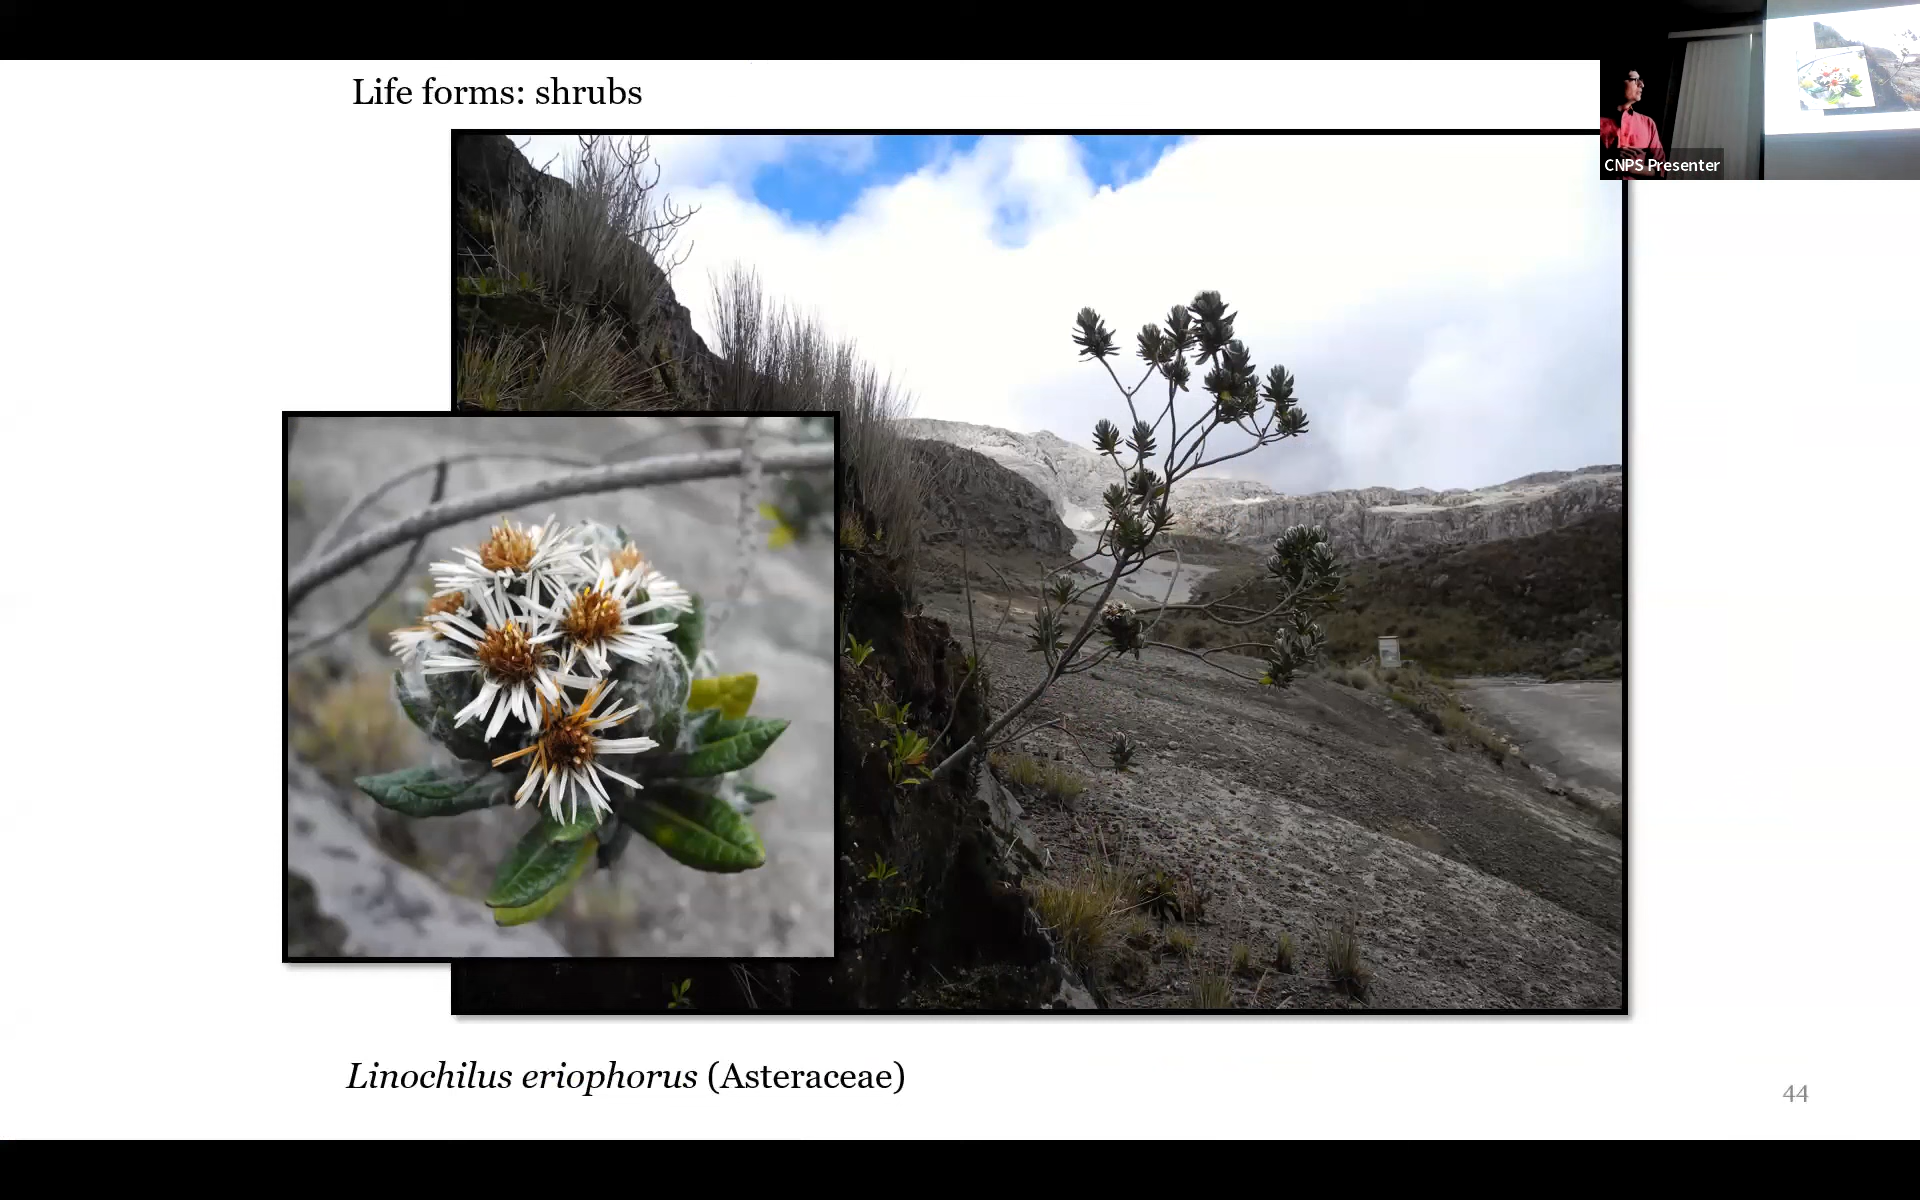 Life forms: shrubs
CNPS Presenter
Linochilus eriophorus (Asteraceae)
44